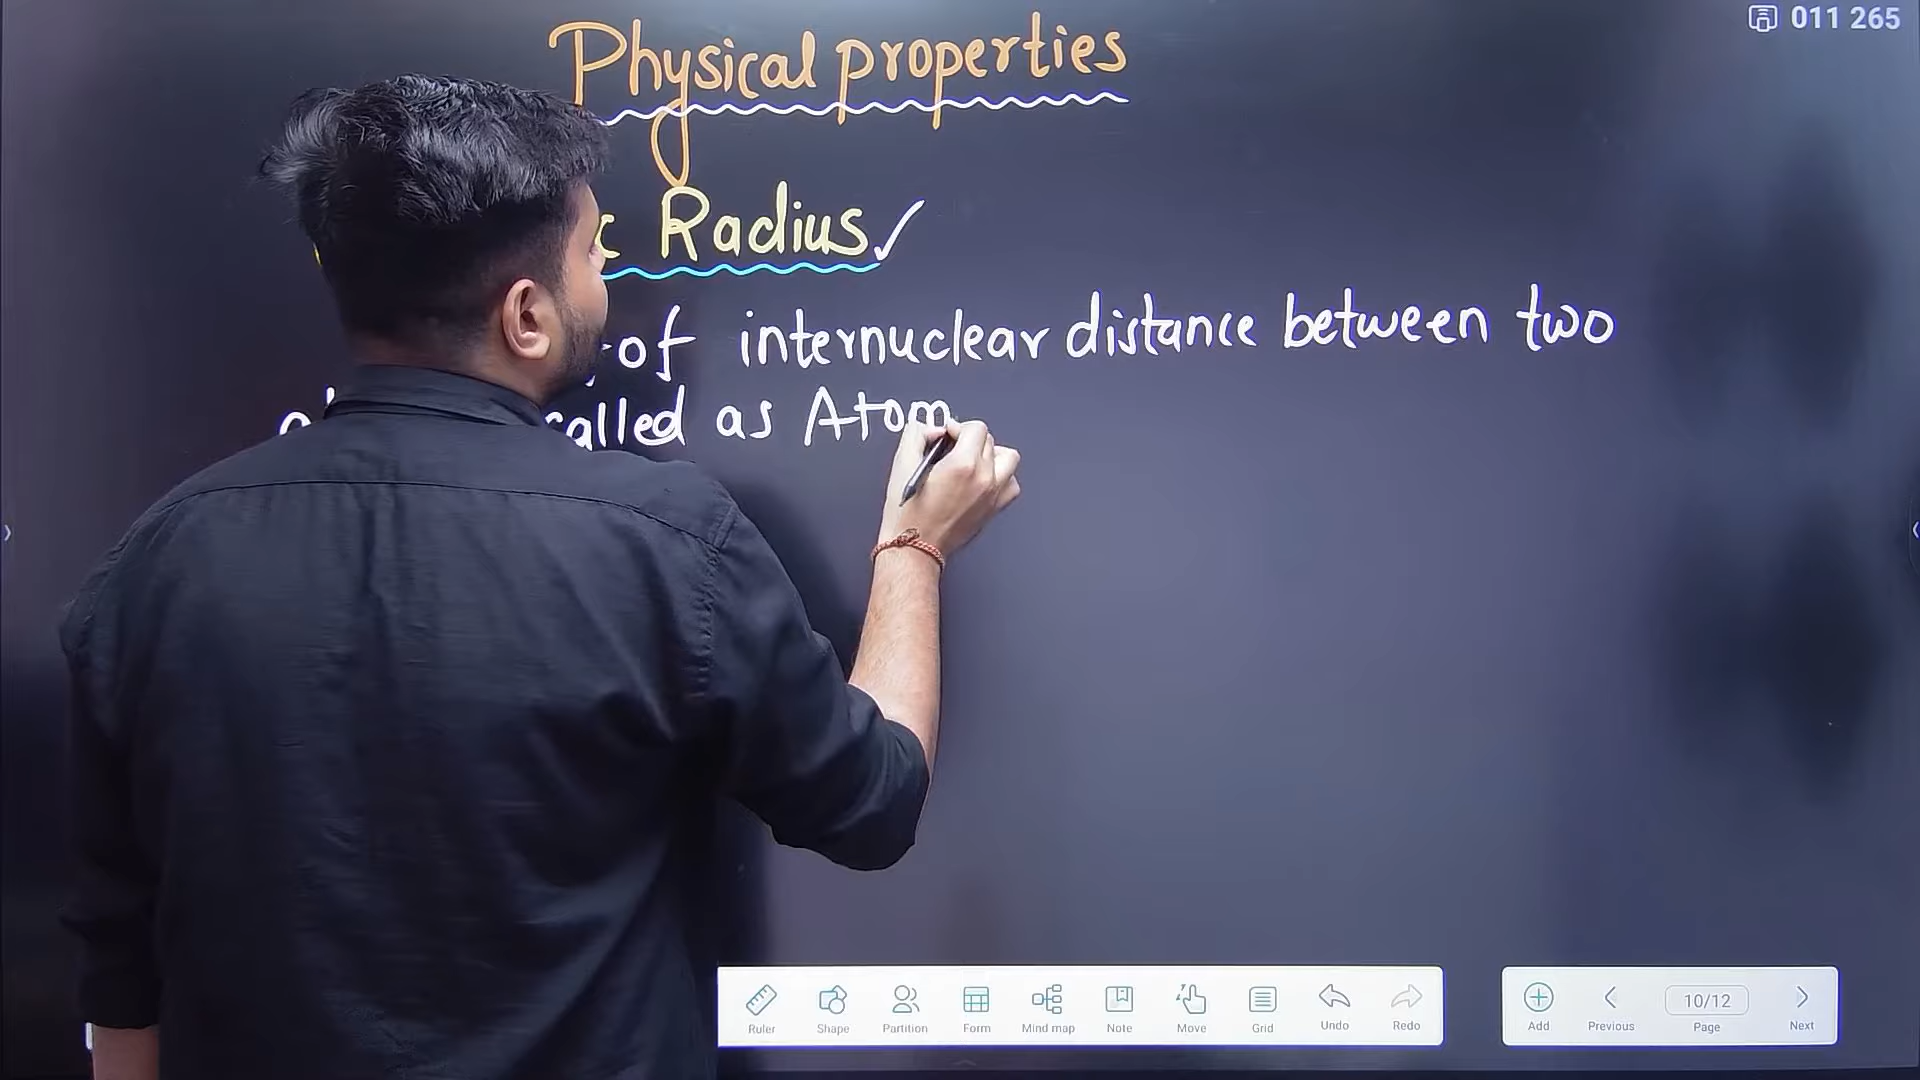 011 265
Physical properties
Radius ✓
of internuclear distance between two
called as Atom
Ruler Shape Partition Form Mind map Note Move Grid Undo Redo
Add Previous 10/12 Page Next